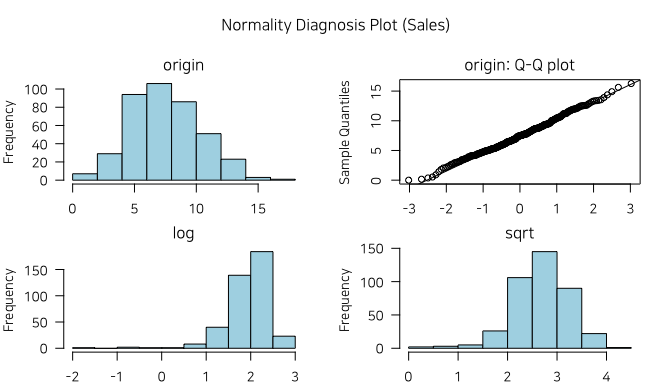 Normality Diagnosis Plot (Sales)
origin
Frequency
100
80
60
40
20
0
0 5 10 15
origin: Q-Q plot
Sample Quantiles
15
10
5
0
-3 -2 -1 0 1 2 3
log
Frequency
150
100
50
0
-2 -1 0 1 2 3
sqrt
Frequency
150
100
50
0
0 1 2 3 4